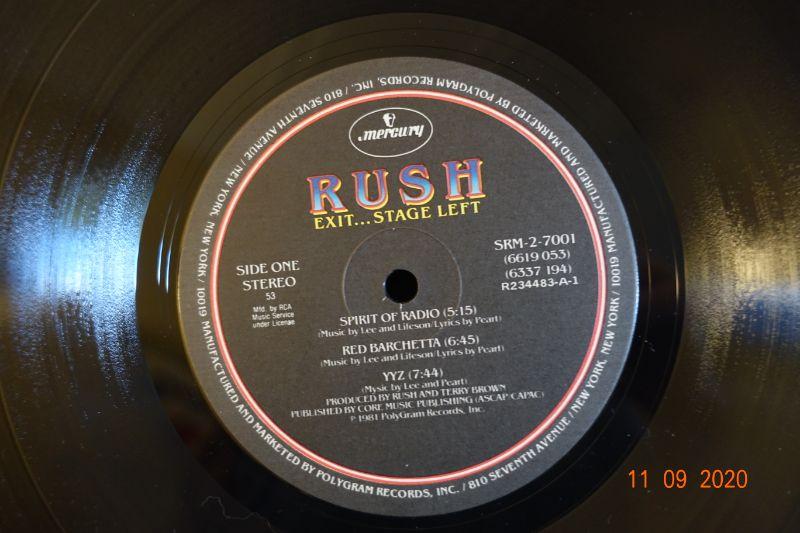 mercury
RUSH
EXIT...STAGE LEFT
SIDE ONE
STEREO
53
Mfd. by RCA
Music Service
under License
SRM-2-7001
(6619 053)
(6337 194)
R234483-A-1
SPIRIT OF RADIO (5:15)
(Music by Lee and Lifeson/Lyrics by Peart)
RED BARCHETTA (6:45)
(Music by Lee and Lifeson/Lyrics by Peart)
YYZ (7:44)
(Mysic by Lee and Peart)
PRODUCED BY RUSH AND TERRY BROWN
PUBLISHED BY CORE MUSIC PUBLISHING (ASCAP-CAPAC)
℗ 1981 PolyGram Records, Inc.
MANUFACTURED AND MARKETED BY POLYGRAM RECORDS, INC. / 810 SEVENTH AVENUE / NEW YORK, NEW YORK / 10019
MANUFACTURED AND MARKETED BY POLYGRAM RECORDS, INC. / 810 SEVENTH AVENUE / NEW YORK, NEW YORK / 10019
11 09 2020